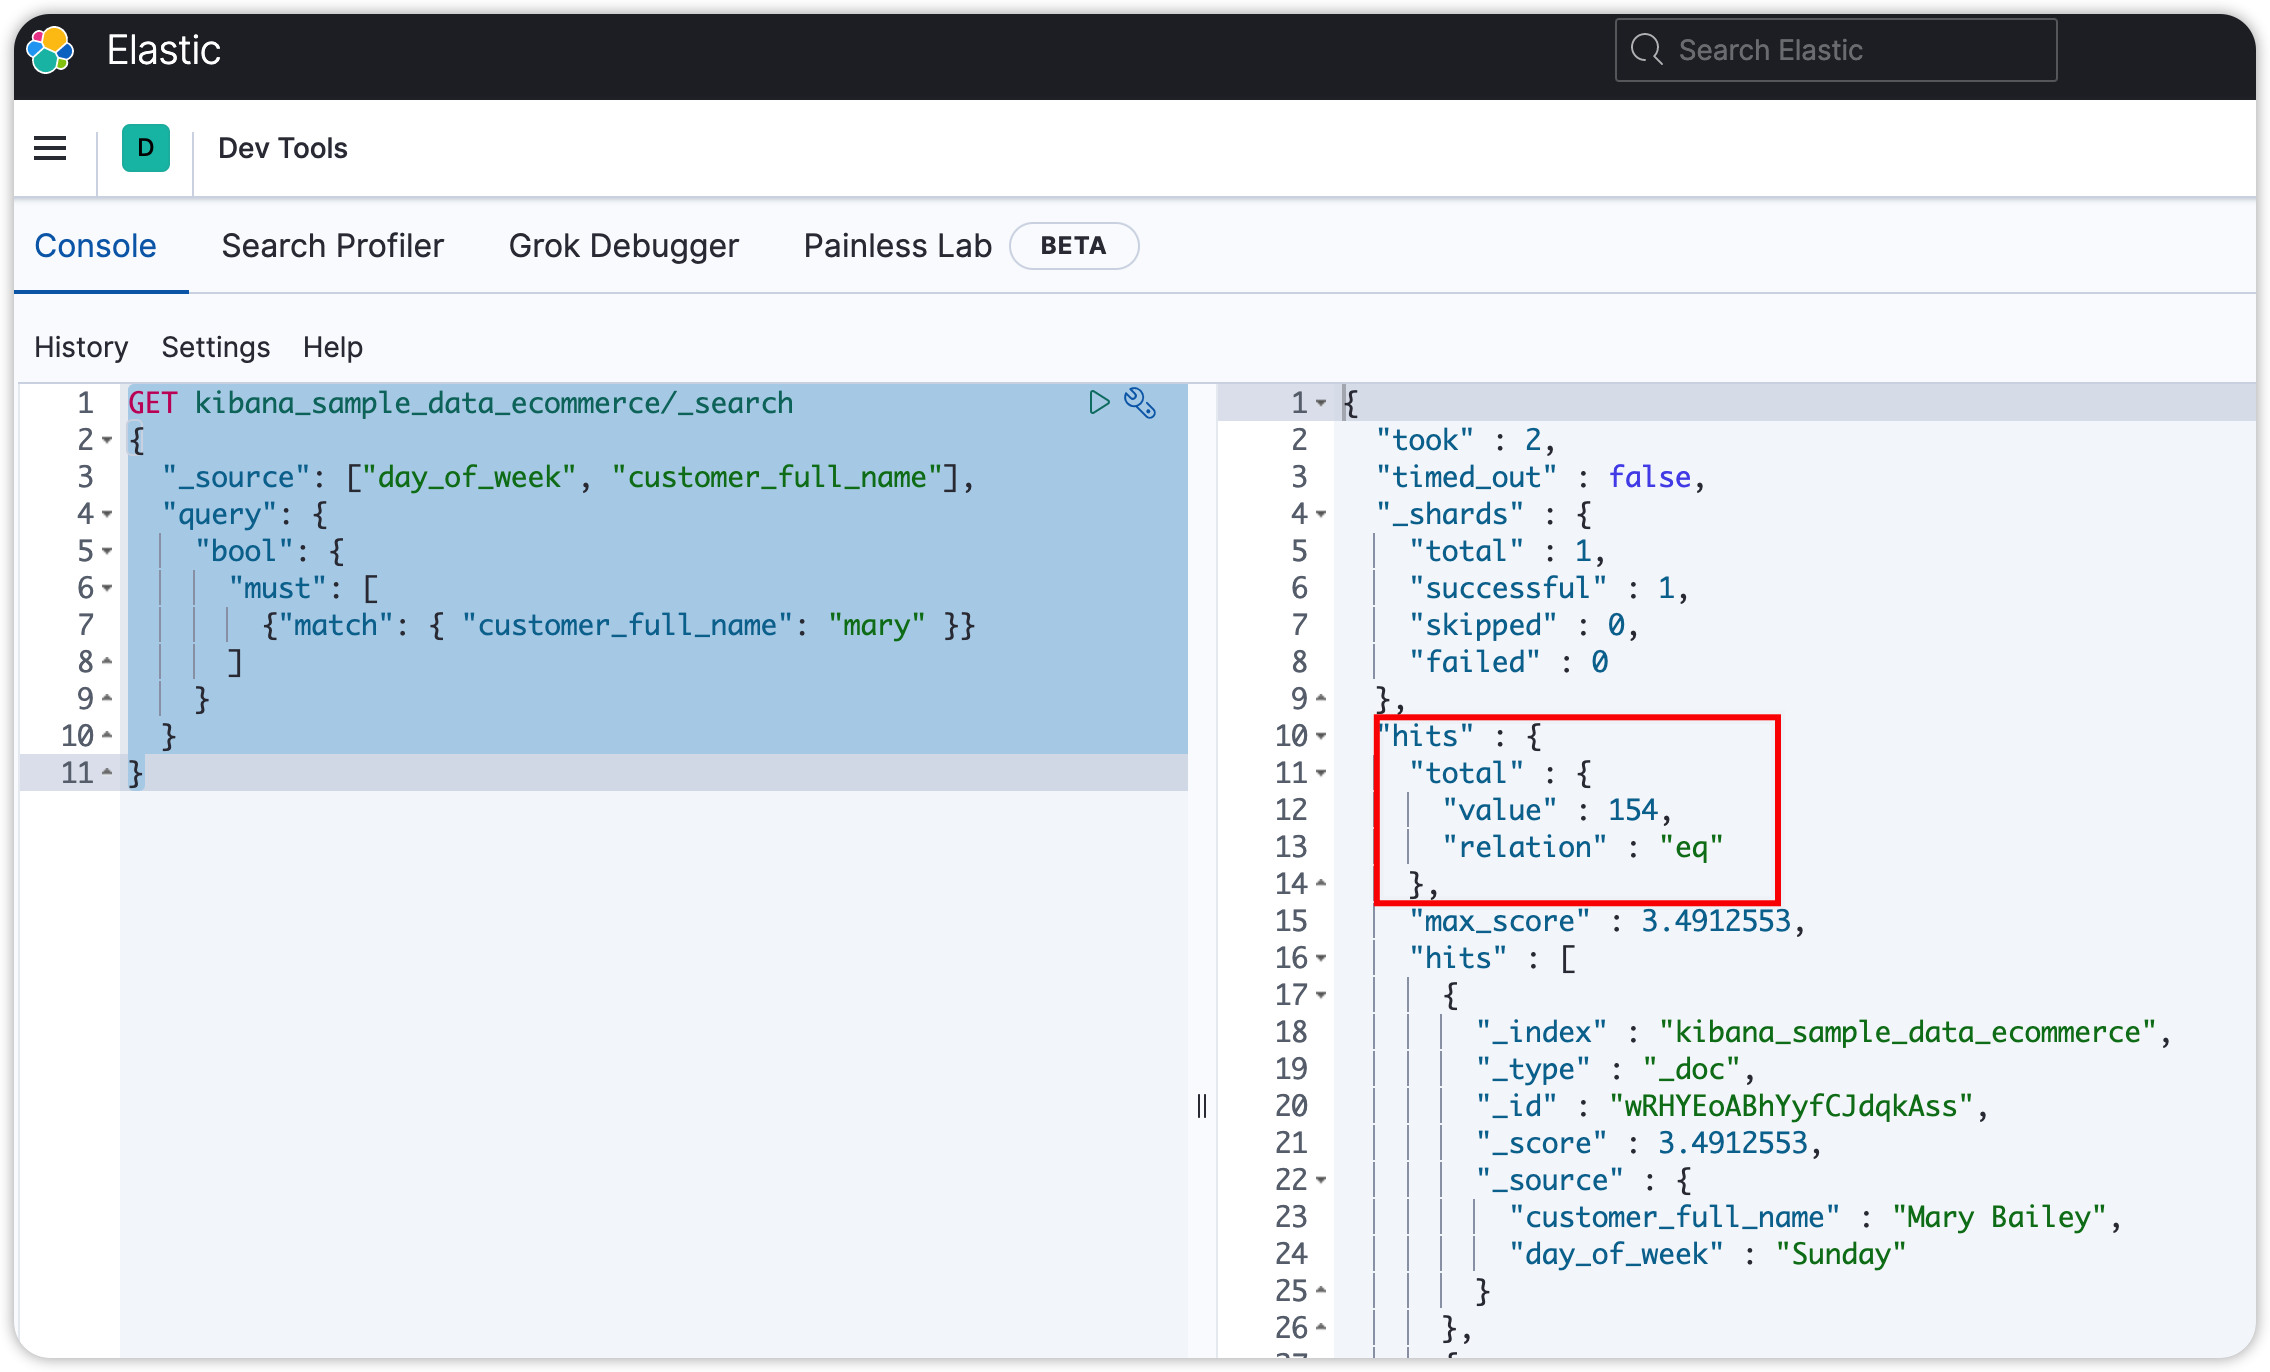 Elastic
Search Elastic
D
Dev Tools
Console
Search Profiler
Grok Debugger
Painless Lab
BETA
History
Settings
Help
1 GET kibana_sample_data_ecommerce/_search
2 {
3 "_source": ["day_of_week", "customer_full_name"],
4 "query": {
5 "bool": {
6 "must": [
7 {"match": { "customer_full_name": "mary" }}
8 ]
9 }
10 }
11 }
1 {
2 "took" : 2,
3 "timed_out" : false,
4 "_shards" : {
5 "total" : 1,
6 "successful" : 1,
7 "skipped" : 0,
8 "failed" : 0
9 },
10 "hits" : {
11 "total" : {
12 "value" : 154,
13 "relation" : "eq"
14 },
15 "max_score" : 3.4912553,
16 "hits" : [
17 {
18 "_index" : "kibana_sample_data_ecommerce",
19 "_type" : "_doc",
20 "_id" : "wRHYEoABhYyfCJdqkAss",
21 "_score" : 3.4912553,
22 "_source" : {
23 "customer_full_name" : "Mary Bailey",
24 "day_of_week" : "Sunday"
25 }
26 },